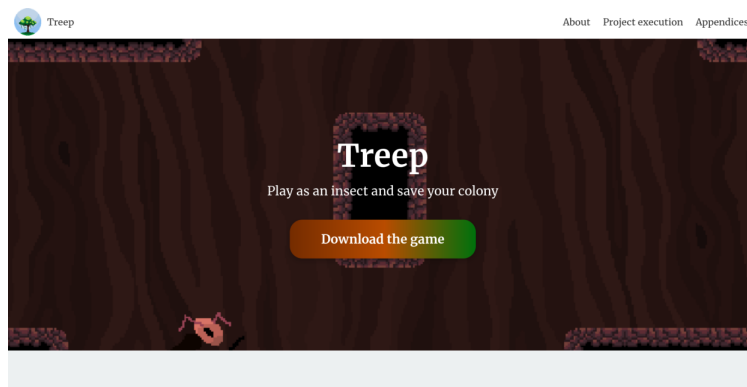 Treep
About Project execution Appendices
Treep
Play as an insect and save your colony
Download the game